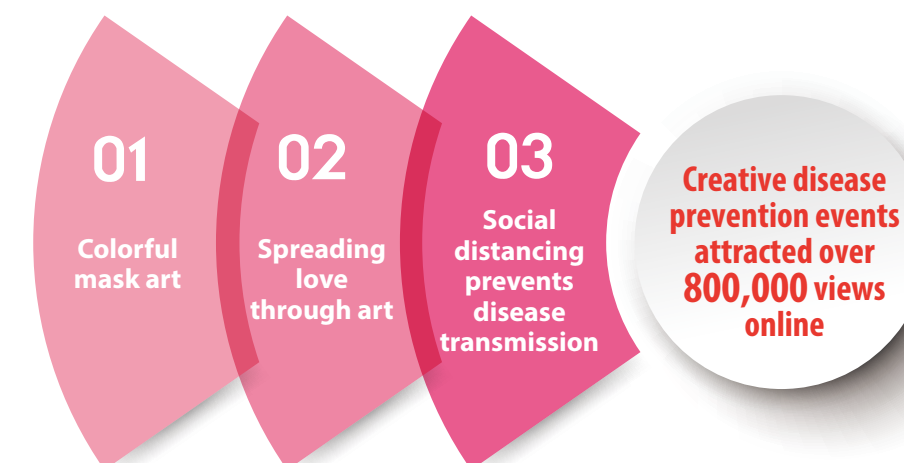 01
Colorful
mask art
02
Spreading
love
through art
03
Social
distancing
prevents
disease
transmission
Creative disease
prevention events
attracted over
800,000 views
online